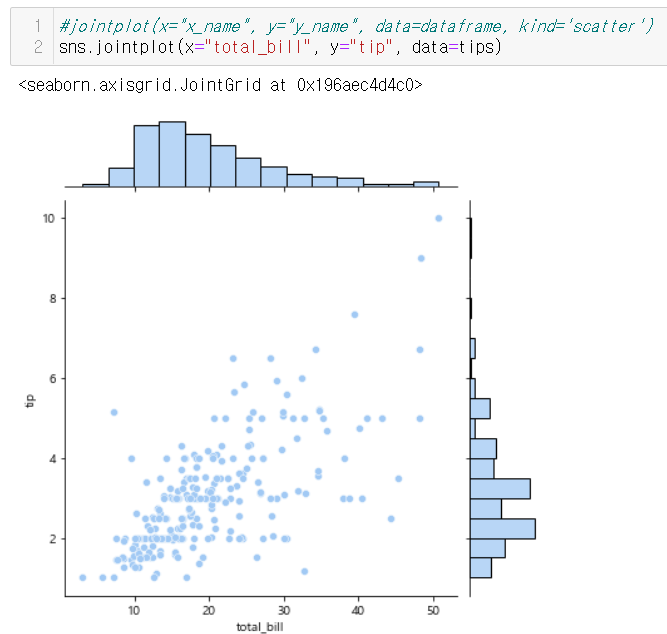 1 #jointplot(x="x_name", y="y_name", data=dataframe, kind='scatter')
2 sns.jointplot(x="total_bill", y="tip", data=tips)
<seaborn.axisgrid.JointGrid at 0x196aec4d4c0>
10
8
6
4
2
tip
10 20 30 40 50
total_bill